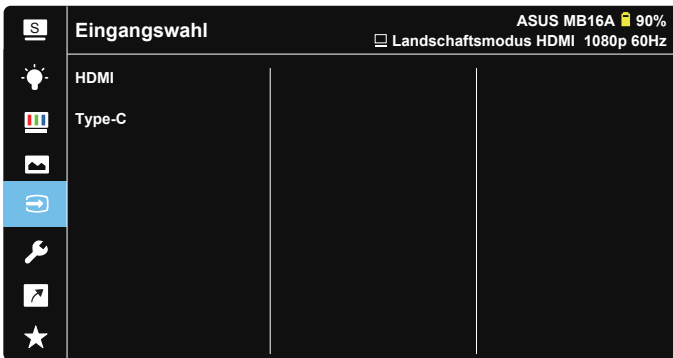 S
Eingangswahl
ASUS MB16A 90%
Landschaftsmodus HDMI 1080p 60Hz
HDMI
Type-C